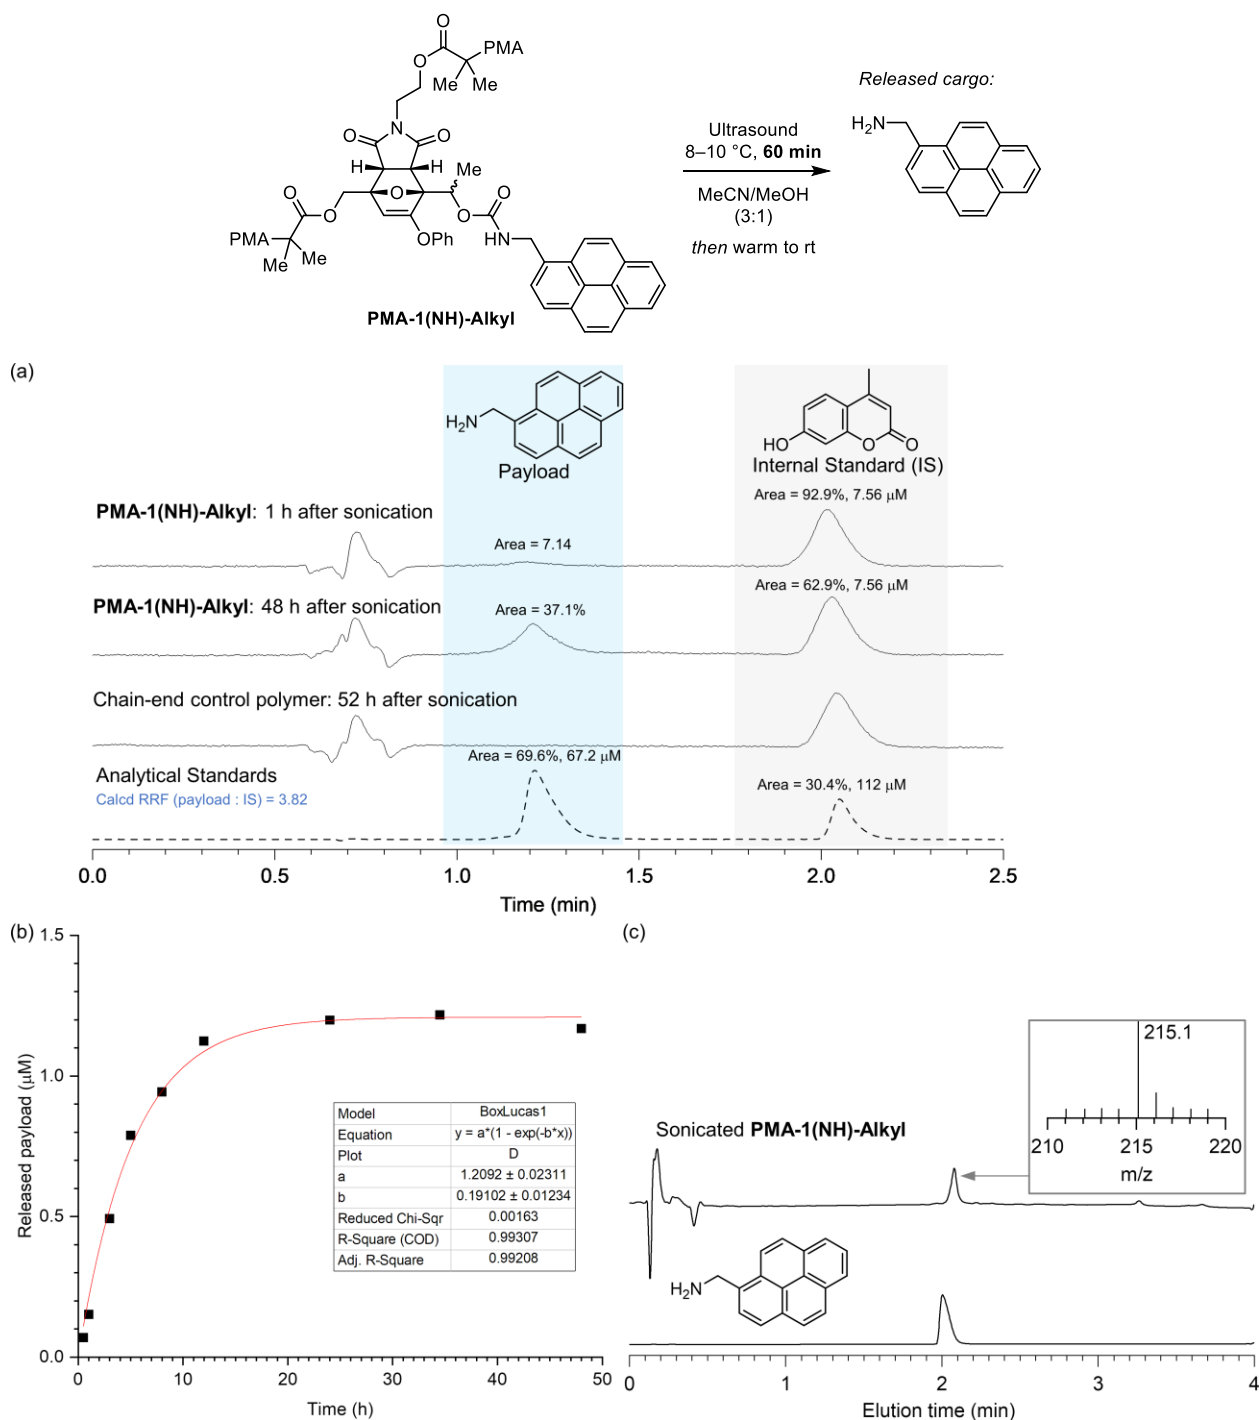 O
O
PMA
Me Me
N
O O
H H
Me
O
O
O
O
PMA
Me
Me
O
OPh
O
HN
PMA-1(NH)-Alkyl
Ultrasound
8–10 °C, 60 min
MeCN/MeOH
(3:1)
then warm to rt
Released cargo:
H₂N
(a)
H₂N
Payload
HO O O
Internal Standard (IS)
PMA-1(NH)-Alkyl: 1 h after sonication
Area = 7.14
Area = 92.9%, 7.56 μM
PMA-1(NH)-Alkyl: 48 h after sonication
Area = 37.1%
Area = 62.9%, 7.56 μM
Chain-end control polymer: 52 h after sonication
Analytical Standards
Calcd RRF (payload : IS) = 3.82
Area = 69.6%, 67.2 μM
Area = 30.4%, 112 μM
0.0 0.5 1.0 1.5 2.0 2.5
Time (min)
(b)
Released payload (μM)
1.5
1.0
0.5
0.0
0 10 20 30 40 50
Time (h)
Model BoxLucas1
Equation y = a*(1 - exp(-b*x))
Plot D
a 1.2092 ± 0.02311
b 0.19102 ± 0.01234
Reduced Chi-Sqr 0.00163
R-Square (COD) 0.99307
Adj. R-Square 0.99208
(c)
215.1
210 215 220
m/z
Sonicated PMA-1(NH)-Alkyl
H₂N
0 1 2 3 4
Elution time (min)